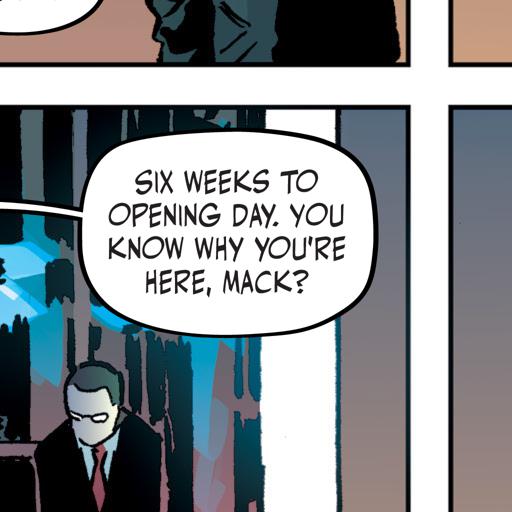 SIX WEEKS TO
OPENING DAY. YOU
KNOW WHY YOU'RE
HERE, MACK?